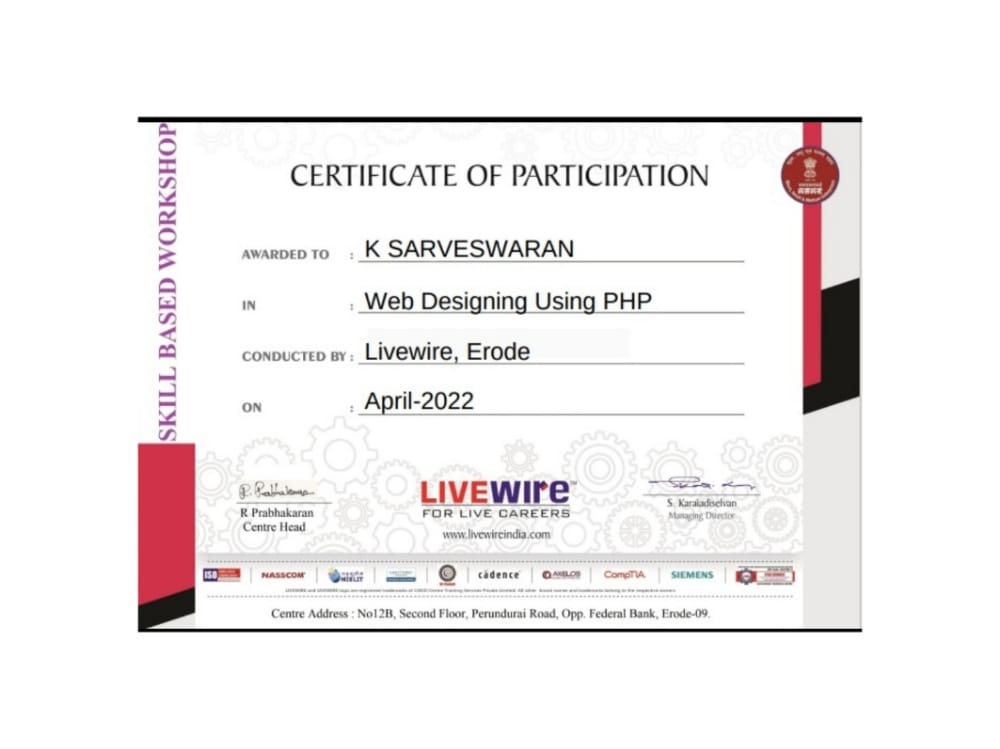 SKILL BASED WORKSHOP
CERTIFICATE OF PARTICIPATION
AWARDED TO : K SARVESWARAN
IN : Web Designing Using PHP
CONDUCTED BY : Livewire, Erode
ON : April-2022
R Prabhakaran
Centre Head
LIVEWIRE
FOR LIVE CAREERS
www.livewireindia.com
S. Karaiadiselvan
Managing Director
ISO NASSCOM NIELIT cadence AXELOS CompTIA SIEMENS
Centre Address : No12B, Second Floor, Perundurai Road, Opp. Federal Bank, Erode-09.